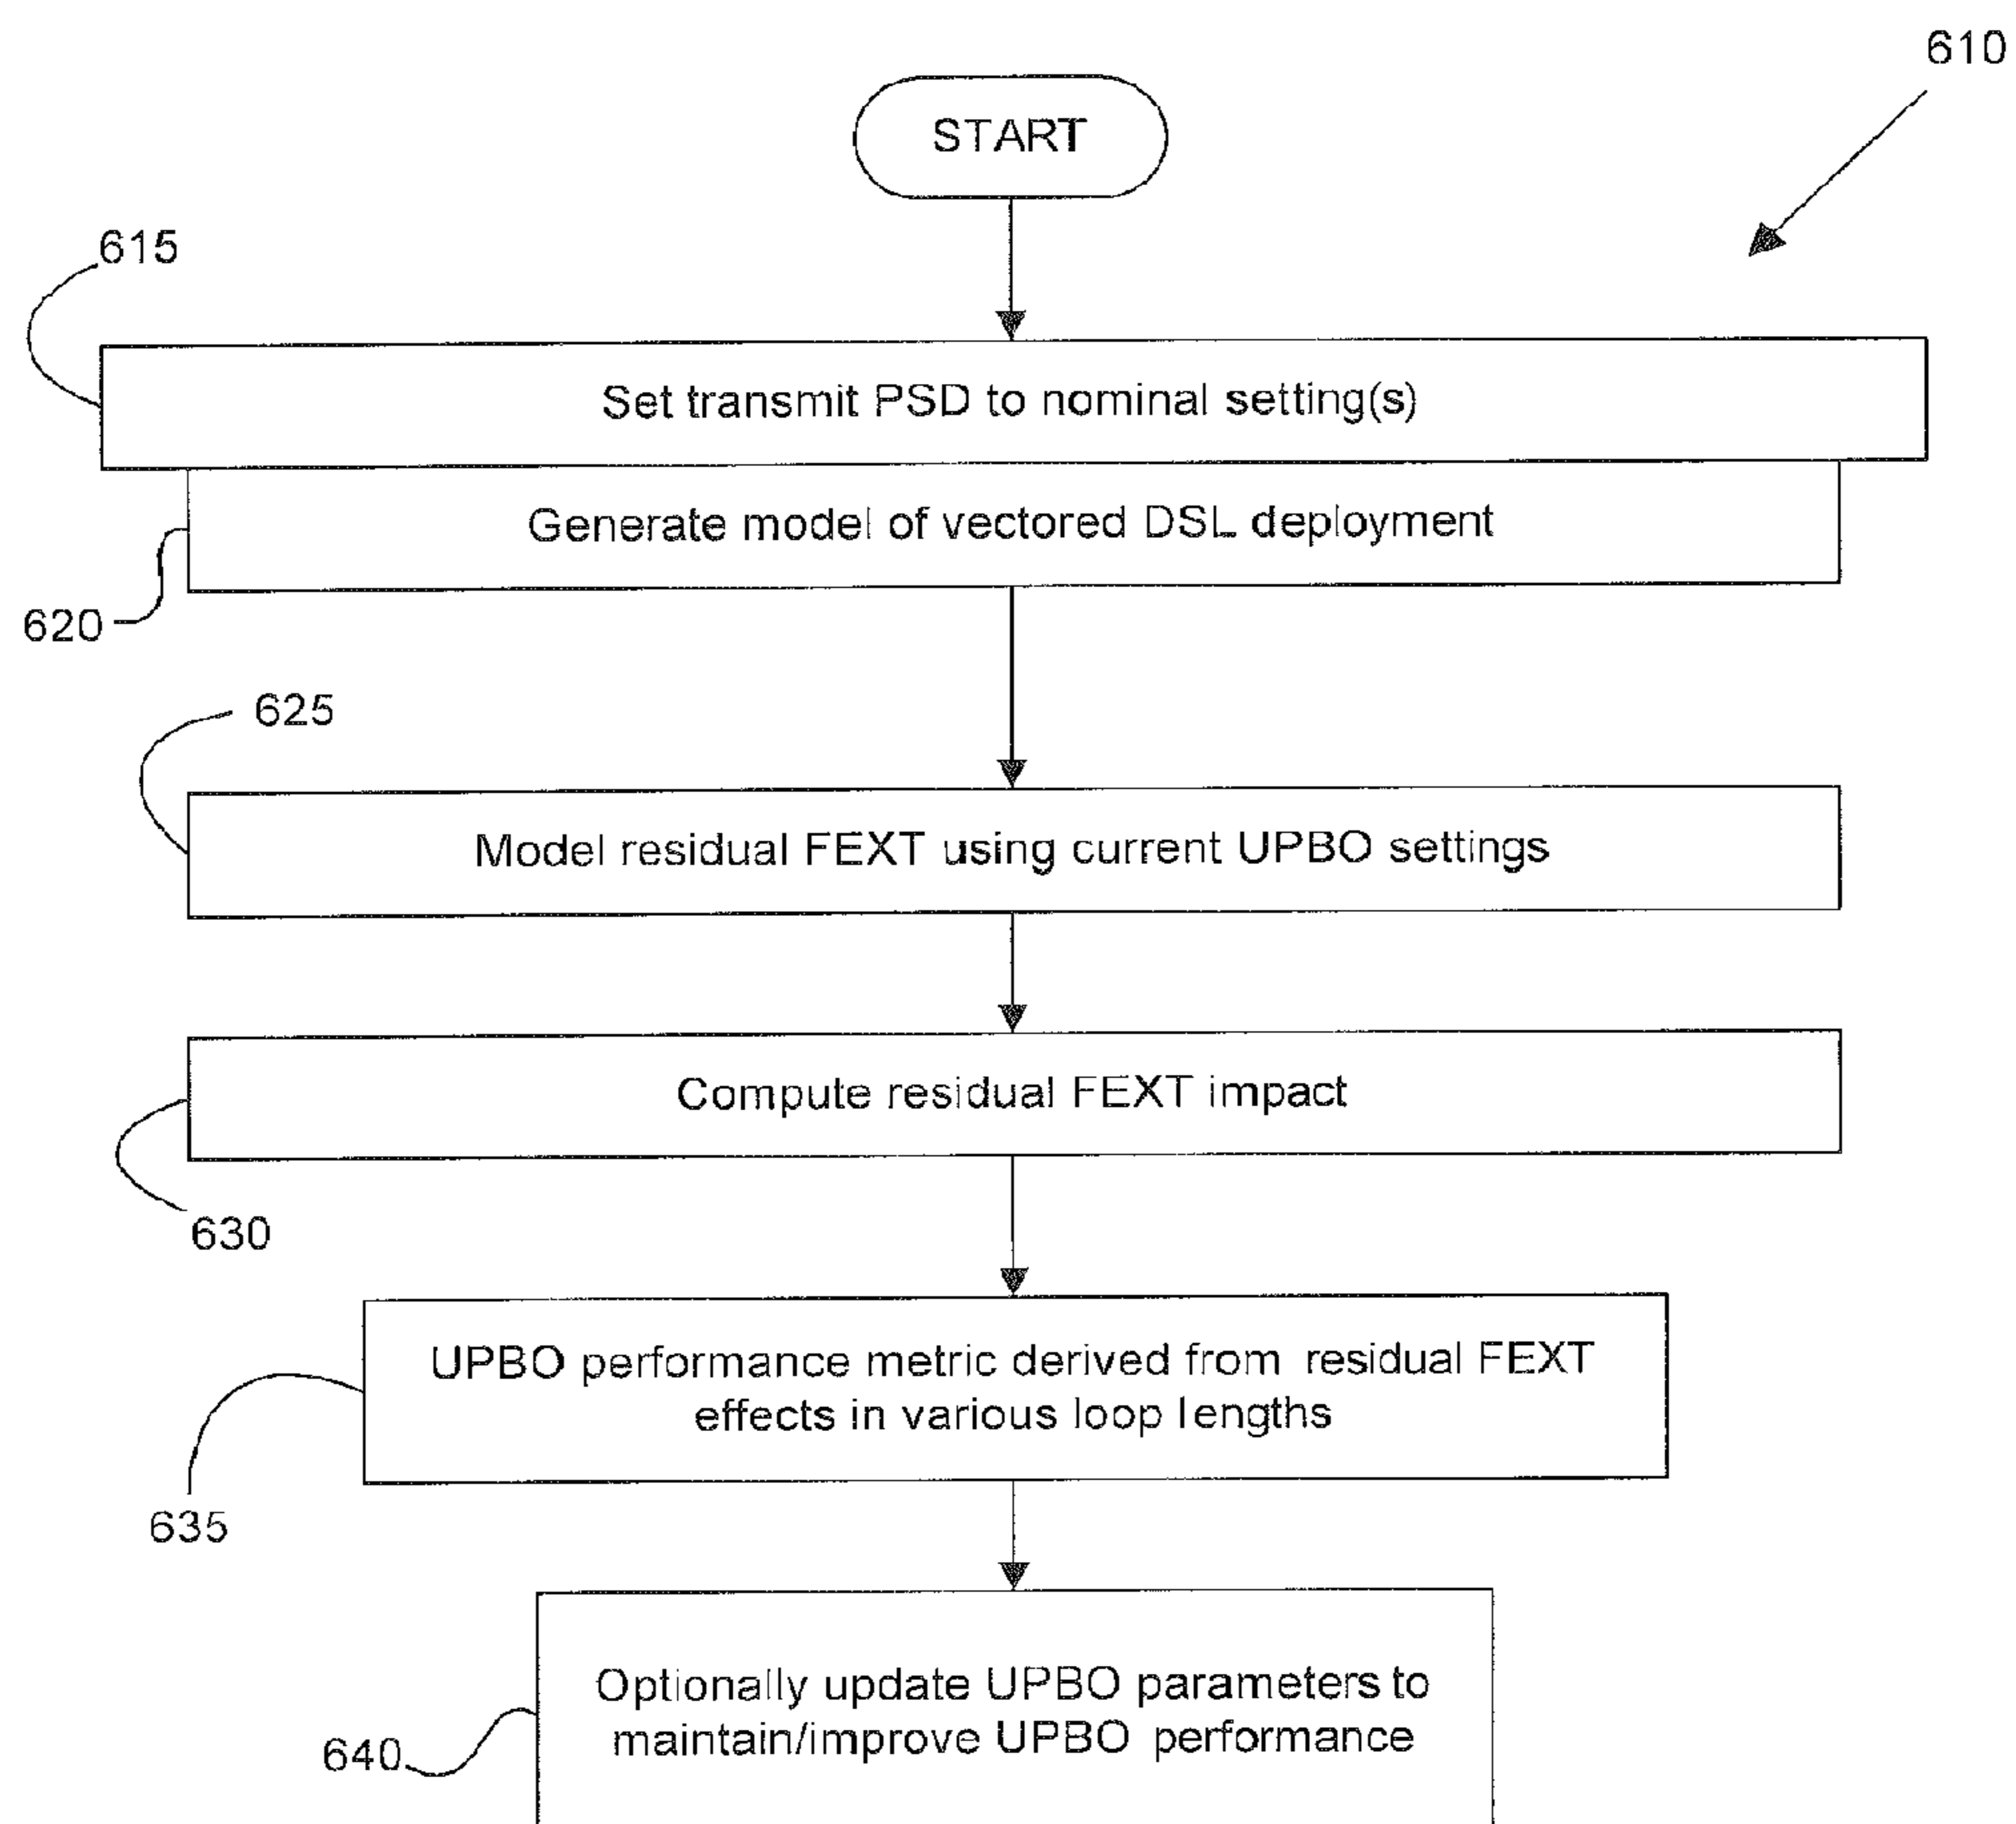 610
START
615
Set transmit PSD to nominal setting(s)
Generate model of vectored DSL deployment
620
625
Model residual FEXT using current UPBO settings
Compute residual FEXT impact
630
UPBO performance metric derived from residual FEXT
effects in various loop lengths
635
Optionally update UPBO parameters to
maintain/improve UPBO performance
640